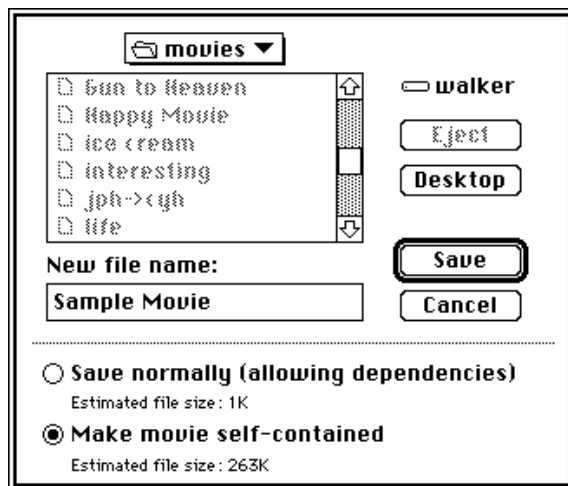 movies
Gun to Heaven
Happy Movie
ice cream
interesting
jph->cyh
life
walker
Eject
Desktop
New file name:
Sample Movie
Save
Cancel
Save normally (allowing dependencies)
Estimated file size : 1K
Make movie self-contained
Estimated file size : 263K